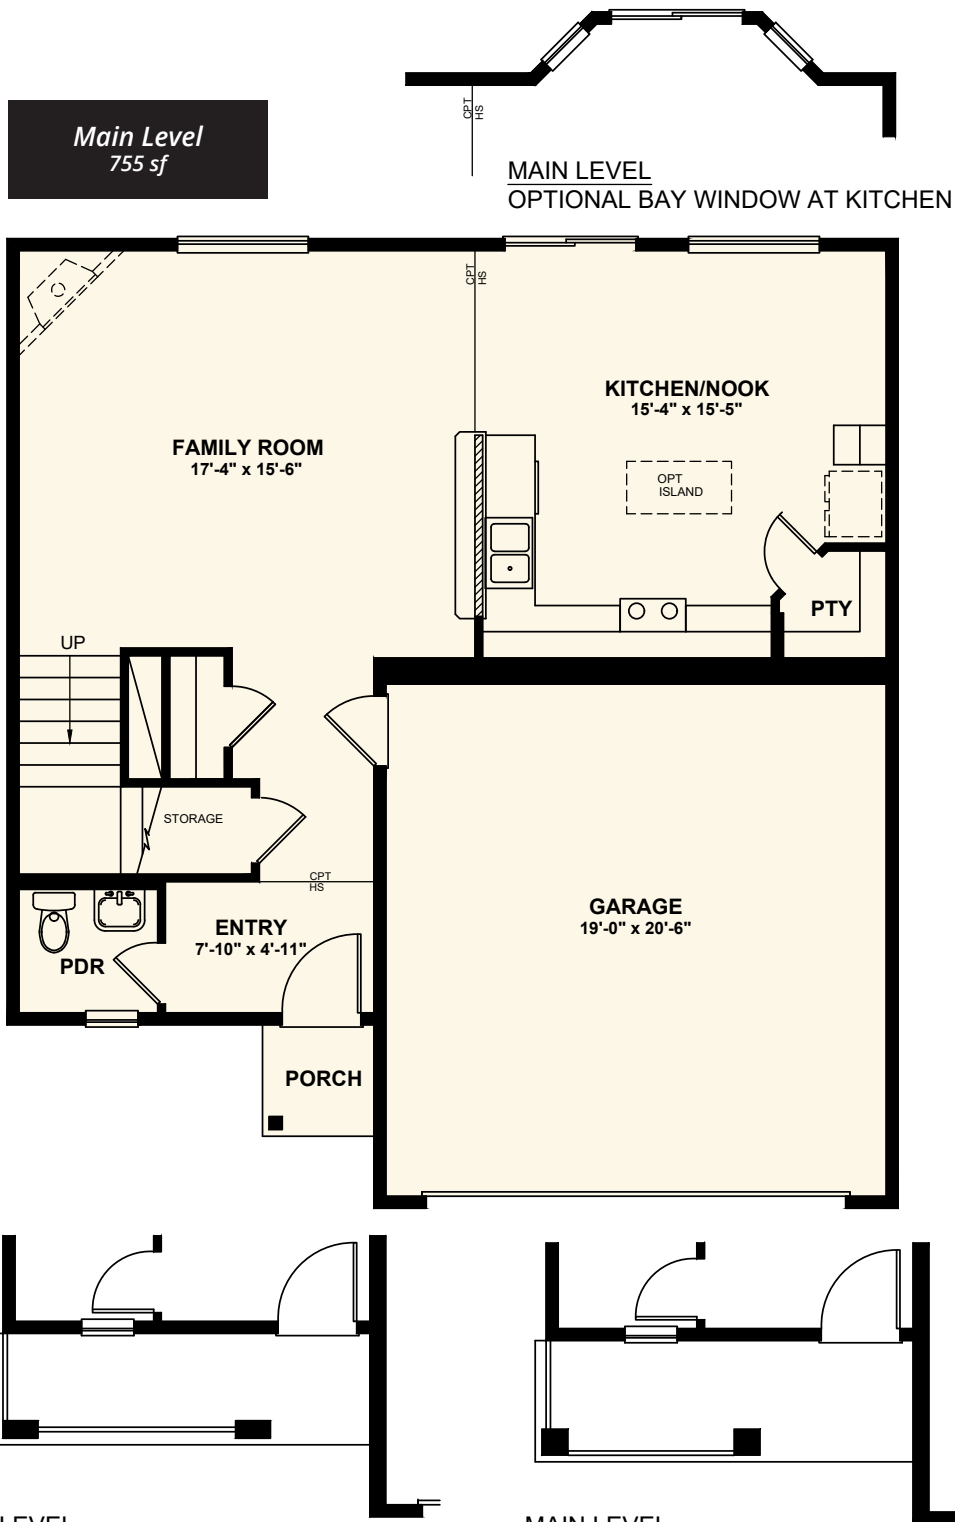 Main Level
755 sf
CPT
HS
MAIN LEVEL
OPTIONAL BAY WINDOW AT KITCHEN
CPT
HS
KITCHEN/NOOK
15'-4" x 15'-5"
FAMILY ROOM
17'-4" x 15'-6"
OPT
ISLAND
PTY
UP
STORAGE
CPT
HS
ENTRY
7'-10" x 4'-11"
GARAGE
19'-0" x 20'-6"
PDR
PORCH
LEVEL
MAIN LEVEL